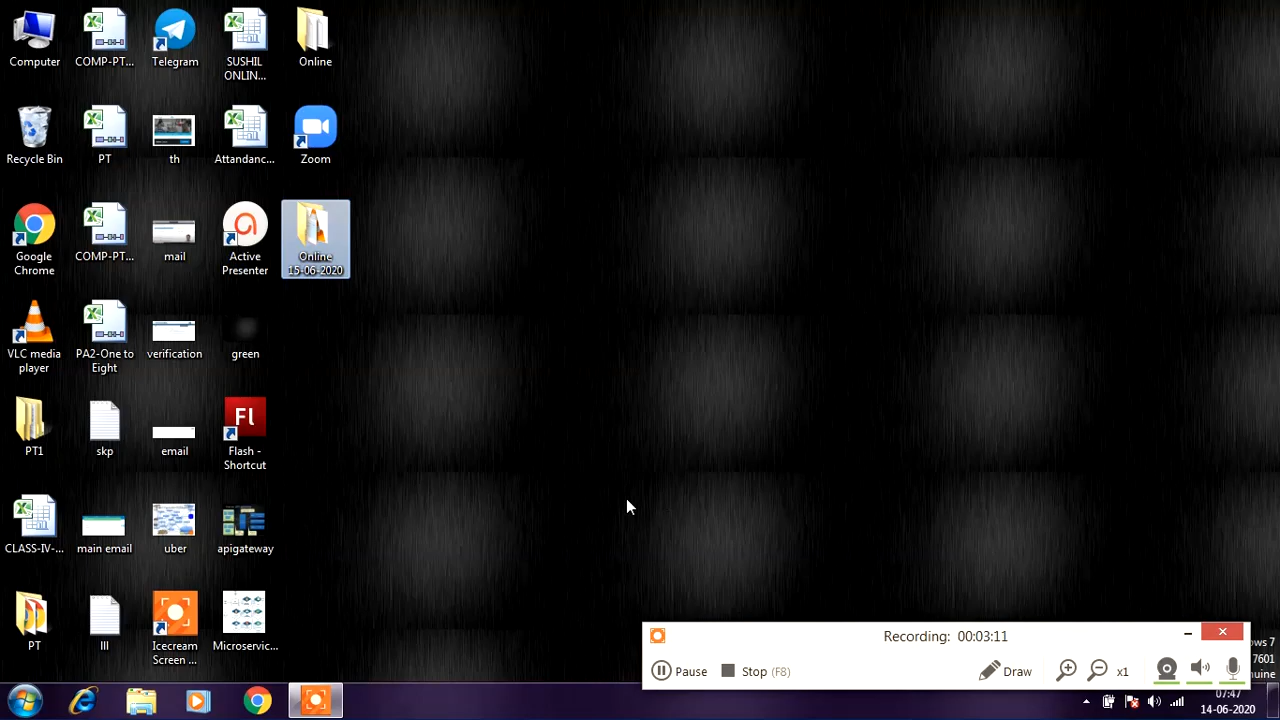 Computer
COMP-PT...
Telegram
SUSHIL
ONLIN...
Online
Recycle Bin
PT
th
Attandanc...
Zoom
Google
Chrome
COMP-PT...
mail
Active
Presenter
Online
15-06-2020
VLC media
player
PA2-One to
Eight
verification
green
PT1
skp
email
Fl
Flash -
Shortcut
CLASS-IV-...
main email
uber
apigateway
PT
III
Icecream
Screen ...
Microservic...
Recording: 00:03:11
Pause
Stop (F8)
Draw
x1
ows 7
7601
uine
07:47
14-06-2020